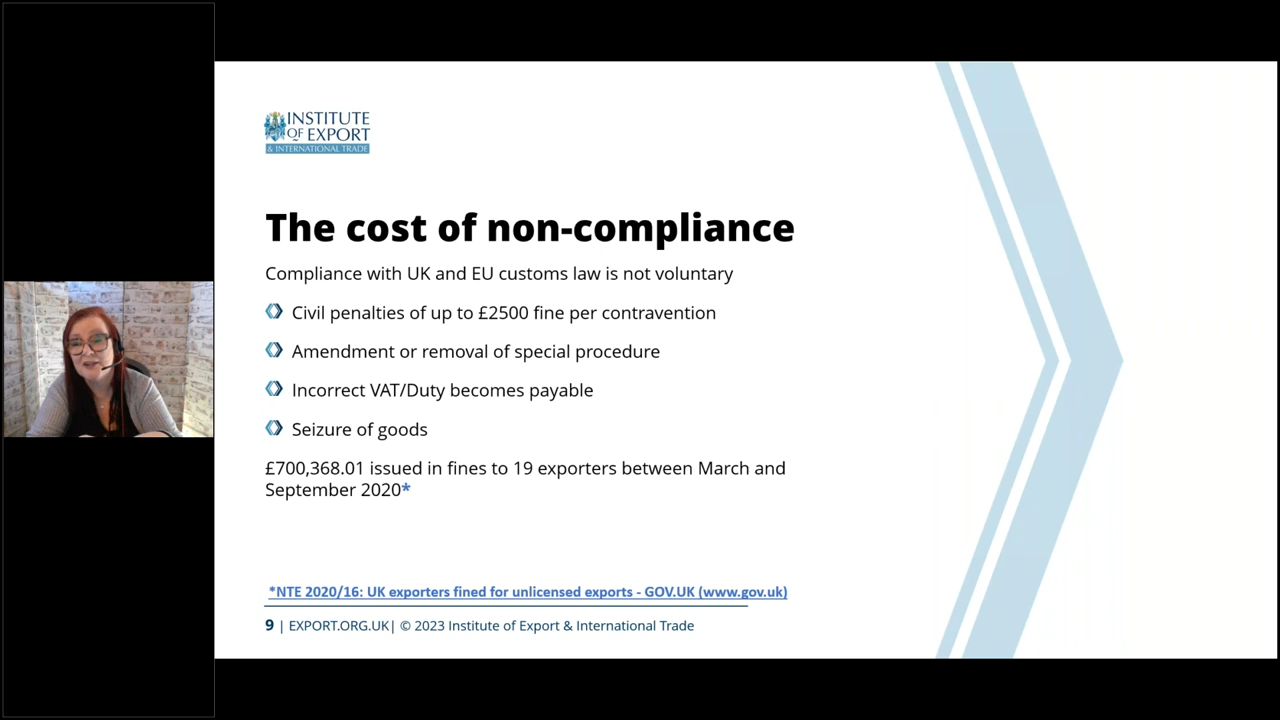 INSTITUTE
OF EXPORT
& INTERNATIONAL TRADE
The cost of non-compliance
Compliance with UK and EU customs law is not voluntary
Civil penalties of up to £2500 fine per contravention
Amendment or removal of special procedure
Incorrect VAT/Duty becomes payable
Seizure of goods
£700,368.01 issued in fines to 19 exporters between March and
September 2020*
*NTE 2020/16: UK exporters fined for unlicensed exports - GOV.UK (www.gov.uk)
9 | EXPORT.ORG.UK| © 2023 Institute of Export & International Trade